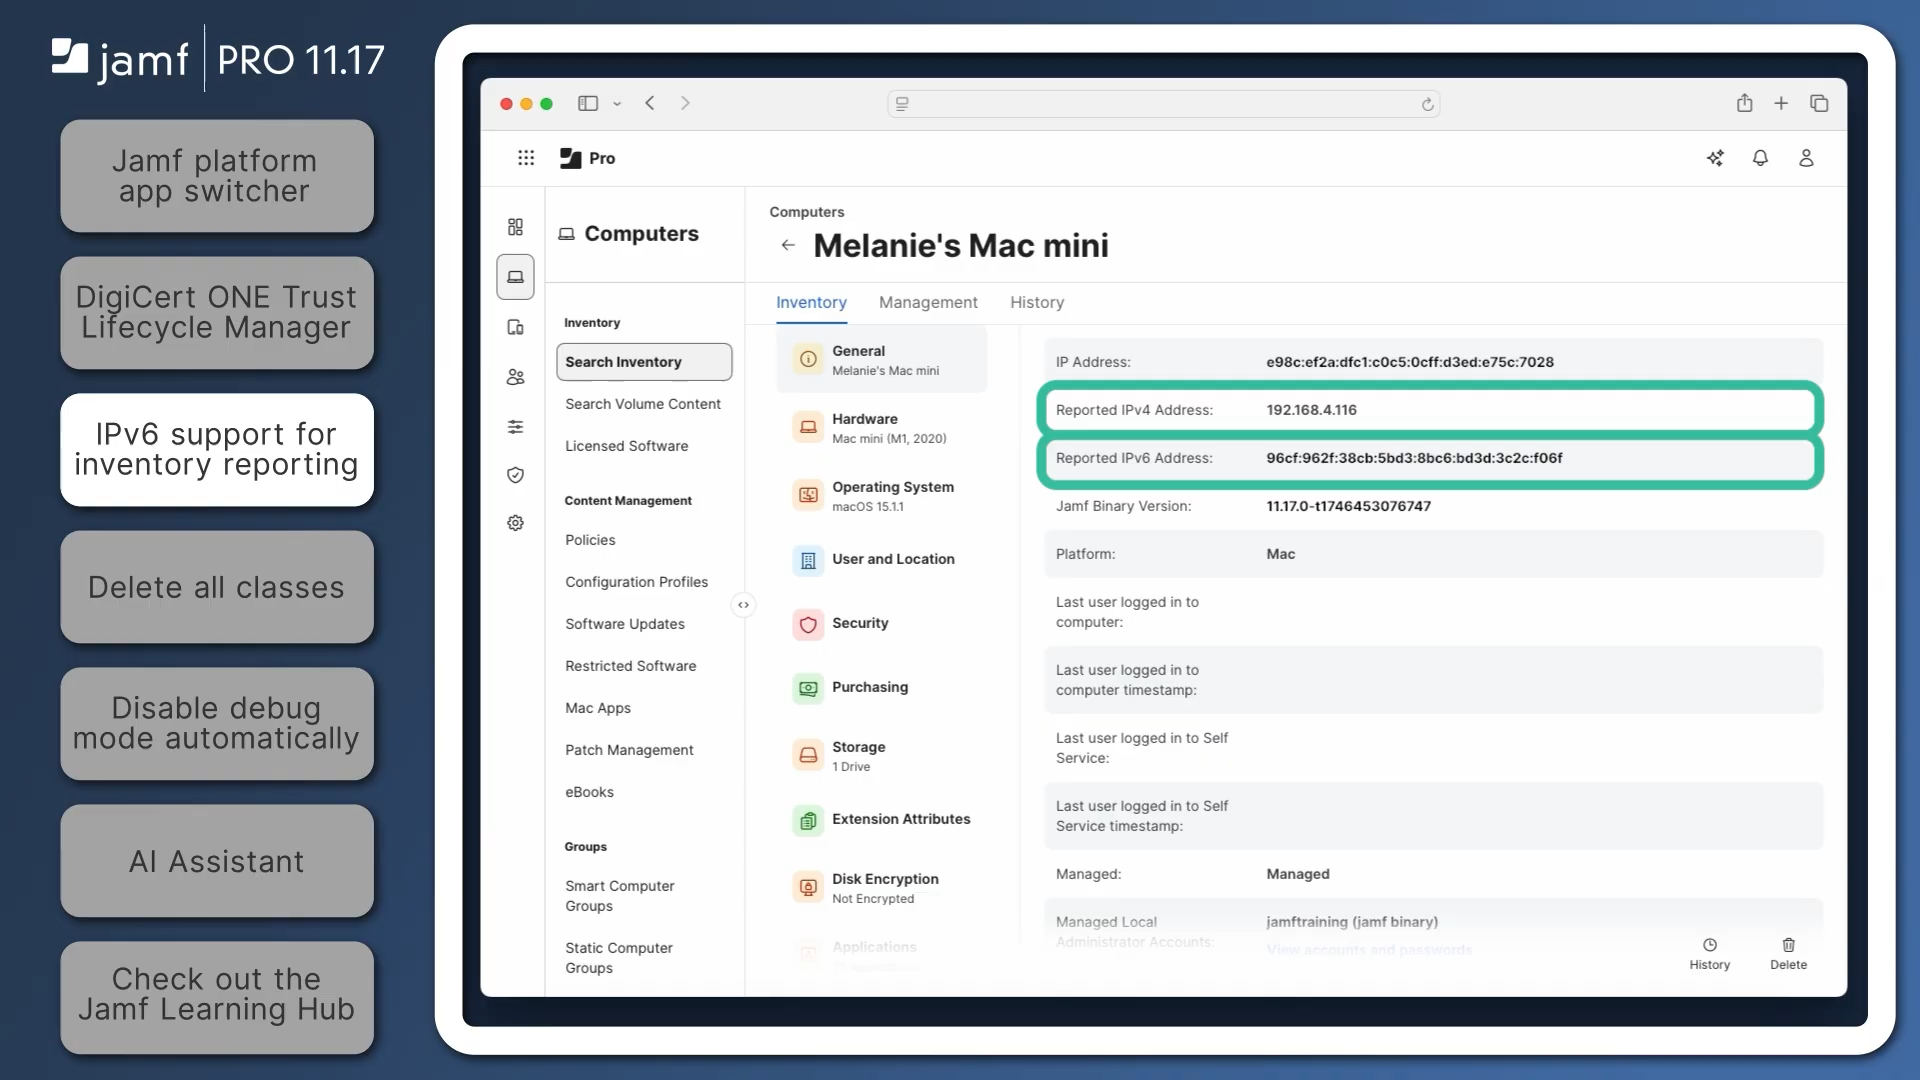 jamf PRO 11.17
Jamf platform
app switcher
DigiCert ONE Trust
Lifecycle Manager
IPv6 support for
inventory reporting
Delete all classes
Disable debug
mode automatically
AI Assistant
Check out the
Jamf Learning Hub
Pro
Computers
Inventory
Search Inventory
Search Volume Content
Licensed Software
Content Management
Policies
Configuration Profiles
Software Updates
Restricted Software
Mac Apps
Patch Management
eBooks
Groups
Smart Computer
Groups
Static Computer
Groups
Computers
Melanie's Mac mini
Inventory Management History
General
Melanie's Mac mini
Hardware
Mac mini (M1, 2020)
Operating System
macOS 15.1.1
User and Location
Security
Purchasing
Storage
1 Drive
Extension Attributes
Disk Encryption
Not Encrypted
Applications
IP Address: e98c:ef2a:dfc1:c0c5:0cff:d3ed:e75c:7028
Reported IPv4 Address: 192.168.4.116
Reported IPv6 Address: 96cf:962f:38cb:5bd3:8bc6:bd3d:3c2c:f06f
Jamf Binary Version: 11.17.0-t1746453076747
Platform: Mac
Last user logged in to
computer:
Last user logged in to
computer timestamp:
Last user logged in to Self
Service:
Last user logged in to Self
Service timestamp:
Managed: Managed
Managed Local jamftraining (jamf binary)
Administrator Accounts: View accounts and passwords
History Delete